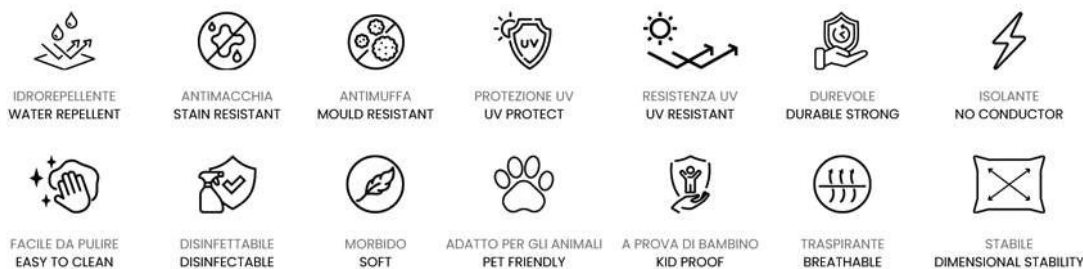 IDROREPELLENTE
WATER REPELLENT
ANTIMACCHIA
STAIN RESISTANT
ANTIMUFFA
MOULD RESISTANT
UV
PROTEZIONE UV
UV PROTECT
RESISTENZA UV
UV RESISTANT
DUREVOLE
DURABLE STRONG
ISOLANTE
NO CONDUCTOR
FACILE DA PULIRE
EASY TO CLEAN
DISINFETTABILE
DISINFECTABLE
MORBIDO
SOFT
ADATTO PER GLI ANIMALI
PET FRIENDLY
A PROVA DI BAMBINO
KID PROOF
TRASPIRANTE
BREATHABLE
STABILE
DIMENSIONAL STABILITY